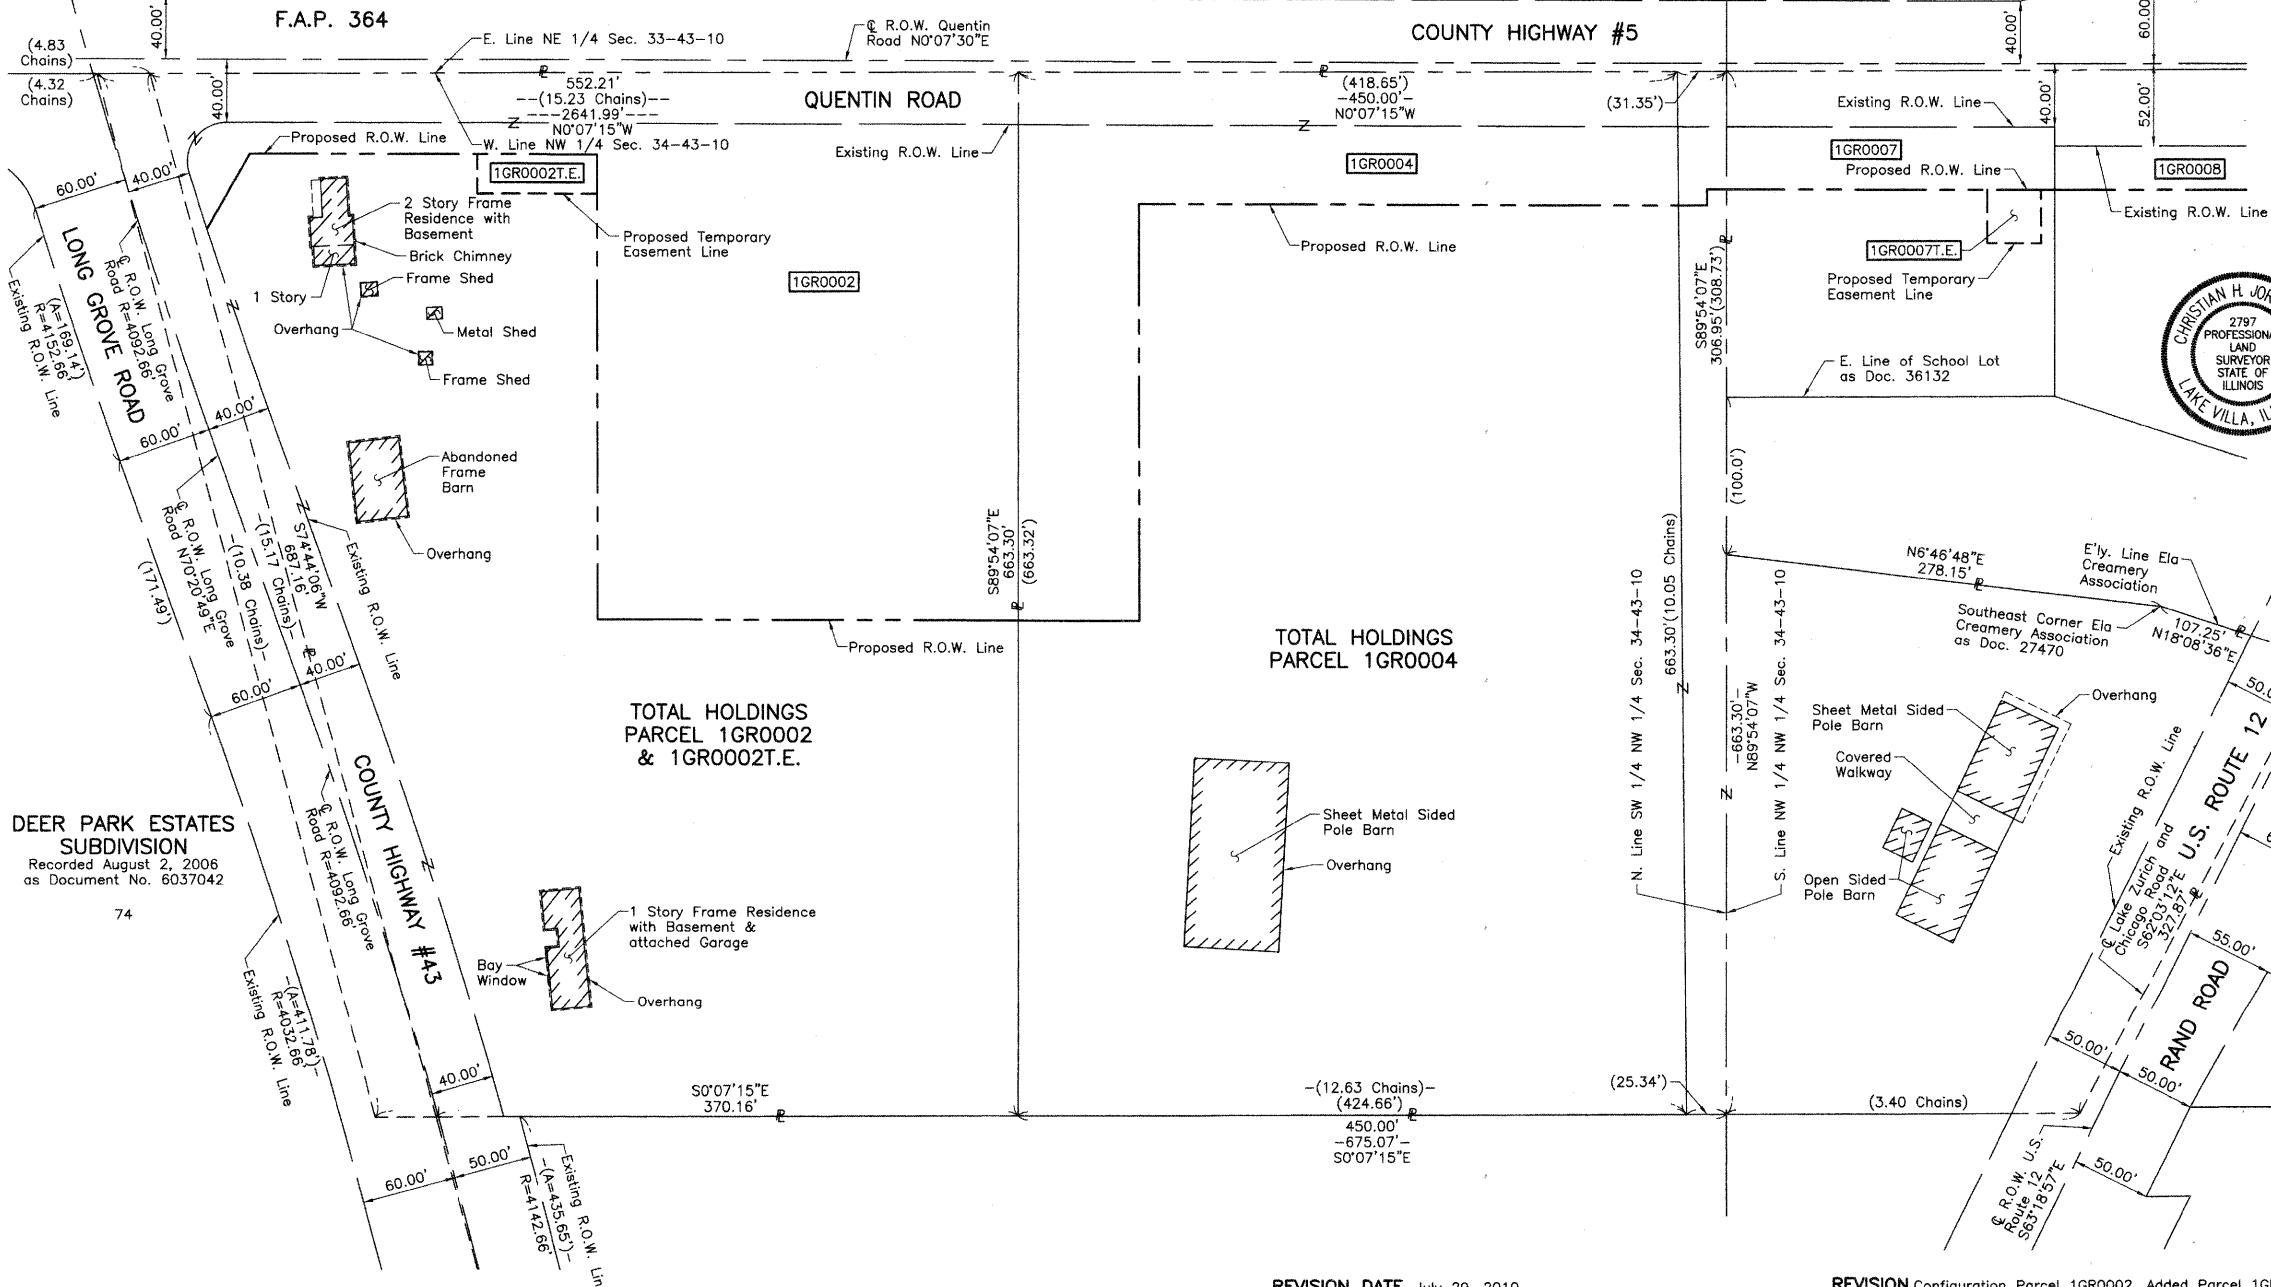 F.A.P. 364
COUNTY HIGHWAY #5
(4.83
Chains)
(4.32
Chains)
40.00'
40.00'
E. Line NE 1/4 Sec. 33-43-10
℄ R.O.W. Quentin
Road N0°07'30"E
552.21'
--(15.23 Chains)--
---2641.99'---
N0°07'15"W
W. Line NW 1/4 Sec. 34-43-10
QUENTIN ROAD
(418.65')
-450.00'-
N0°07'15"W
(31.35')
40.00'
60.00'
Existing R.O.W. Line
40.00'
52.00'
Proposed R.O.W. Line
Existing R.O.W. Line
1GR0002T.E.
1GR0004
1GR0007
Proposed R.O.W. Line
1GR0008
Existing R.O.W. Line
60.00'
40.00'
2 Story Frame
Residence with
Basement
Brick Chimney
Frame Shed
1 Story
Overhang
Metal Shed
Frame Shed
Proposed Temporary
Easement Line
1GR0002
Proposed R.O.W. Line
S89°54'07"E
306.95'(308.73')
1GR0007T.E.
Proposed Temporary
Easement Line
E. Line of School Lot
as Doc. 36132
2797
LAND
SURVEYOR
STATE OF
ILLINOIS
CHRISTIAN H.
LAKE VILLA,
LONG GROVE ROAD
℄ R.O.W. Long Grove
Road R=4092.66'
(A=169.14')
R=4152.66'
Existing R.O.W. Line
60.00'
40.00'
Abandoned
Frame
Barn
Overhang
℄ R.O.W. Long Grove
Road N70°20'49"E
-(10.38 Chains)-
-(15.17 Chains)-
687.16'
S74°44'06"W
Existing R.O.W. Line
(171.49')
60.00'
40.00'
S89°54'07"E
663.30'
(663.32')
Proposed R.O.W. Line
TOTAL HOLDINGS
PARCEL 1GR0002
& 1GR0002T.E.
TOTAL HOLDINGS
PARCEL 1GR0004
(100.0')
N. Line SW 1/4 NW 1/4 Sec. 34-43-10
663.30'(10.05 Chains)
-663.30'-
N89°54'07"W
S. Line NW 1/4 NW 1/4 Sec. 34-43-10
N6°46'48"E
278.15'
E'ly. Line Ela
Creamery
Association
Southeast Corner Ela
Creamery Association
as Doc. 27470
107.25'
N18°08'36"E
Overhang
Sheet Metal Sided
Pole Barn
Covered
Walkway
Open Sided
Pole Barn
Existing R.O.W. Line
U.S. ROUTE 12
℄ Lake Zurich and
Chicago Road
S62°03'12"E
327.87'
DEER PARK ESTATES
SUBDIVISION
Recorded August 2, 2006
as Document No. 6037042
74
COUNTY HIGHWAY #43
℄ R.O.W. Long Grove
Road R=4092.66'
Existing R.O.W. Line
-(A=411.78')-
R=4032.66'
1 Story Frame Residence
with Basement &
attached Garage
Bay
Window
Overhang
Sheet Metal Sided
Pole Barn
Overhang
55.00'
RAND ROAD
50.00'
50.00'
40.00'
S0°07'15"E
370.16'
-(12.63 Chains)-
(424.66')
450.00'
-675.07'-
S0°07'15"E
(25.34')
(3.40 Chains)
60.00'
50.00'
Existing R.O.W.
-(A=435.65')-
R=4142.66'
℄ R.O.W. U.S.
Route 12
S63°18'57"E
50.00'
REVISION DATE July 29, 2010
REVISION Configuration Parcel 1GR0002, Added Parcel